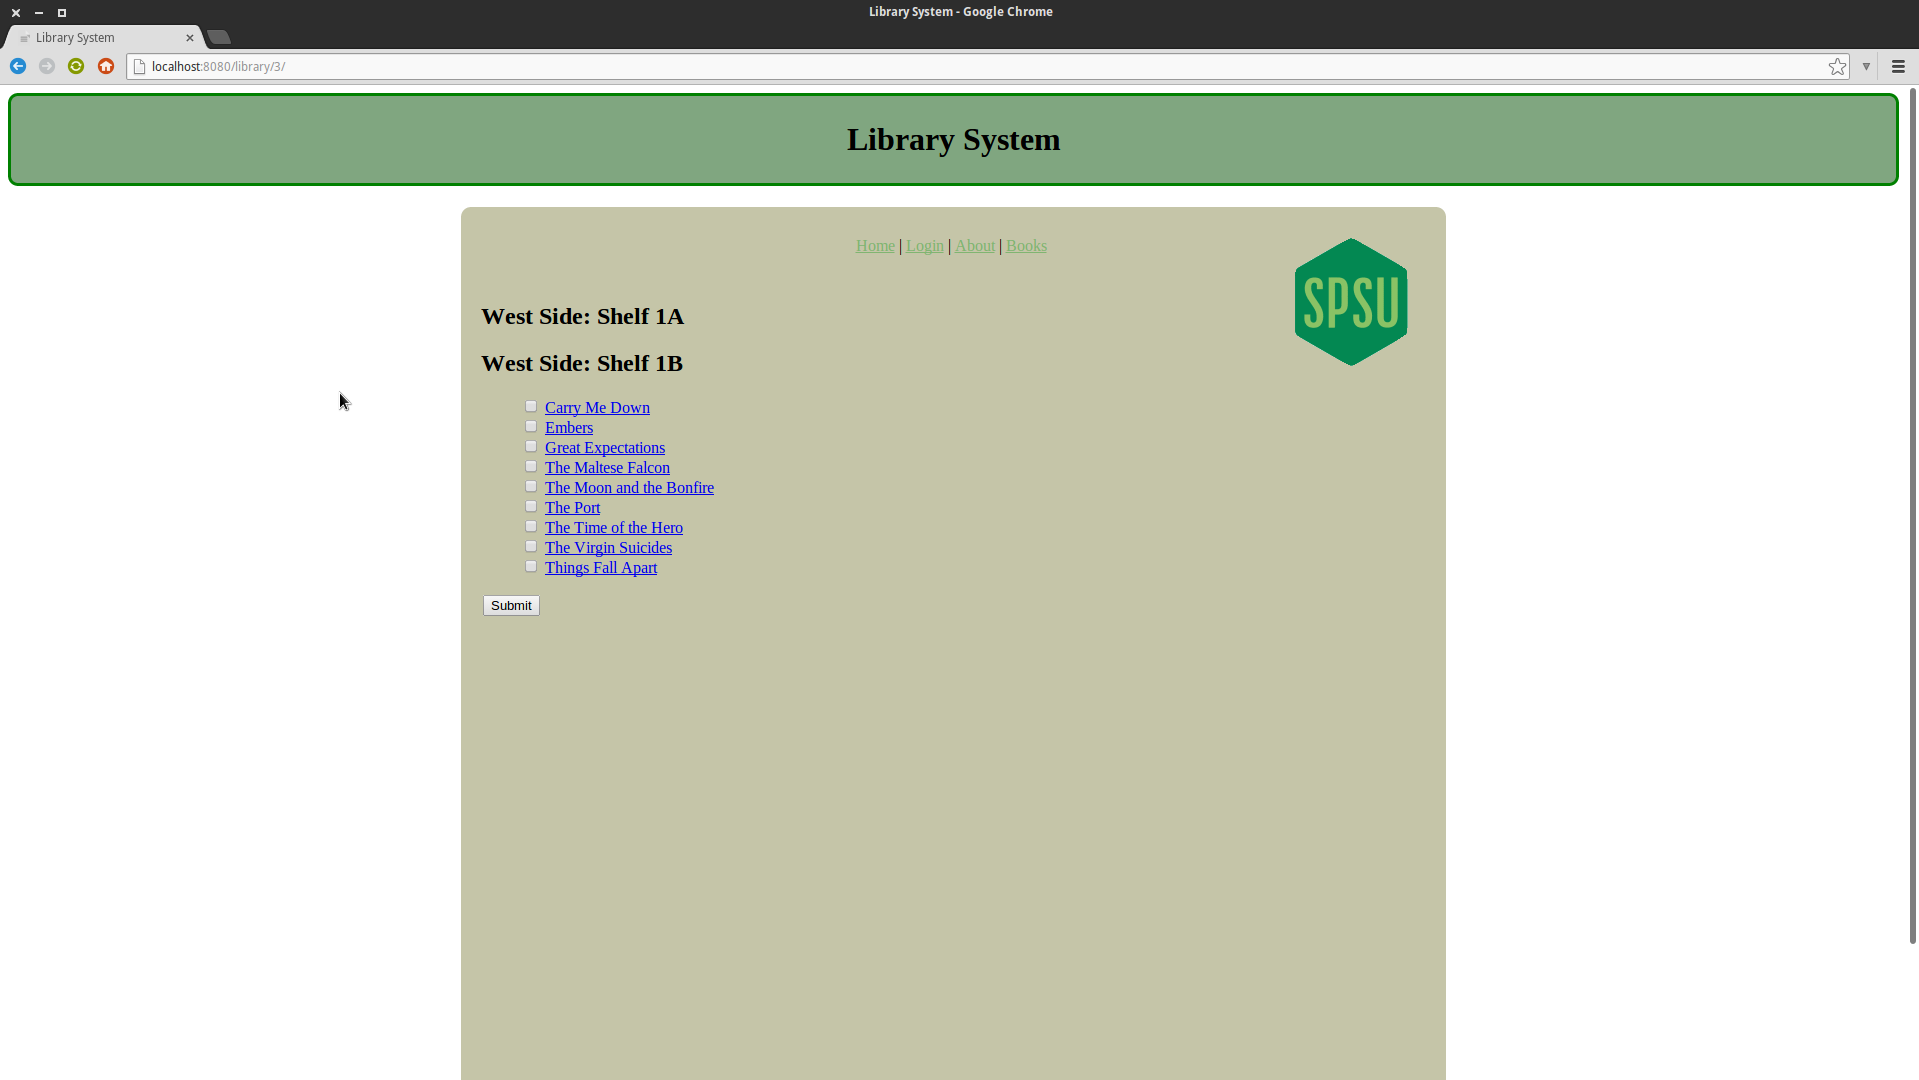 Library System - Google Chrome
Library System
localhost:8080/library/3/
Library System
Home | Login | About | Books
SPSU
West Side: Shelf 1A
West Side: Shelf 1B
Carry Me Down
Embers
Great Expectations
The Maltese Falcon
The Moon and the Bonfire
The Port
The Time of the Hero
The Virgin Suicides
Things Fall Apart
Submit